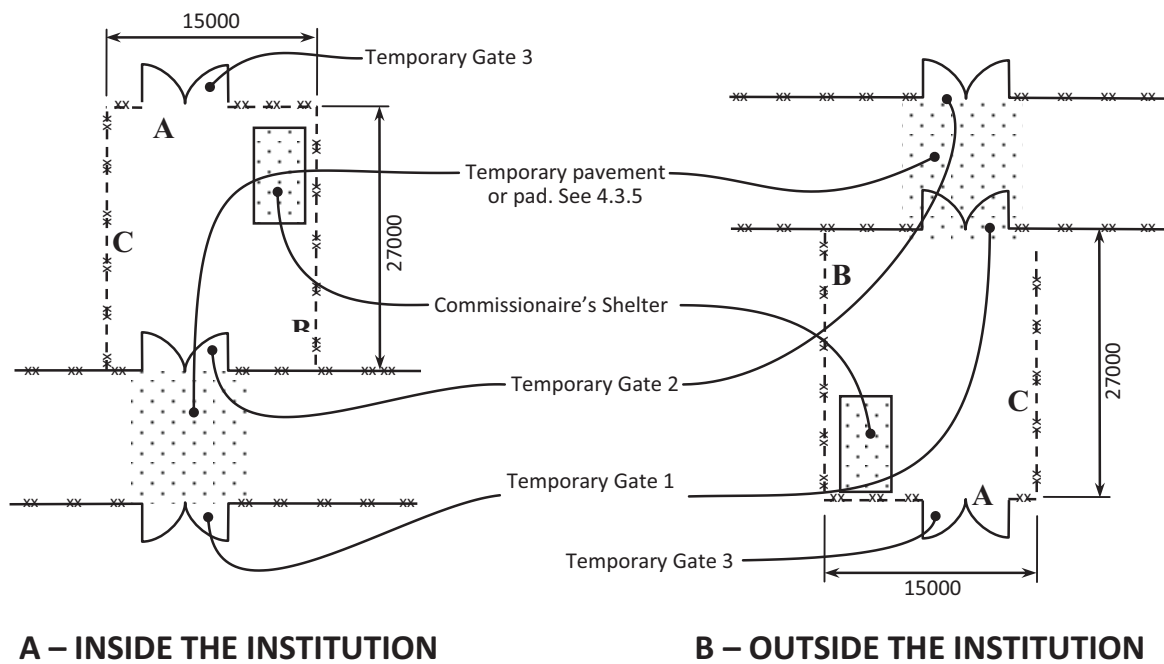 15000
Temporary Gate 3
A
B
C
27000
Temporary pavement
or pad. See 4.3.5
Commissionaire's Shelter
Temporary Gate 2
Temporary Gate 1
B
C
27000
A
Temporary Gate 3
15000
A – INSIDE THE INSTITUTION
B – OUTSIDE THE INSTITUTION